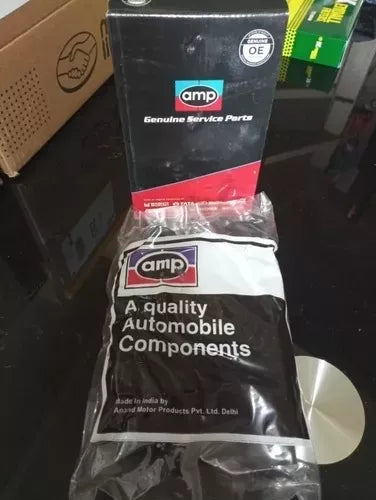 GENUINE
OE
amp
Genuine Service Parts
amp
A quality
Automobile
Components
Made in India by
Anand Motor Products Pvt. Ltd. Delhi